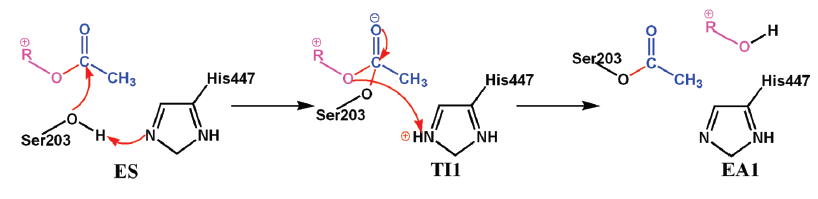 O
⊕
R
O
C
CH₃
His447
O
Ser203
H
N
NH
ES
⊖
O
⊕
R
O
C
CH₃
His447
O
Ser203
⊕ HN
NH
TI1
O
⊕
R
O
H
Ser203
C
O
CH₃
His447
N
NH
EA1